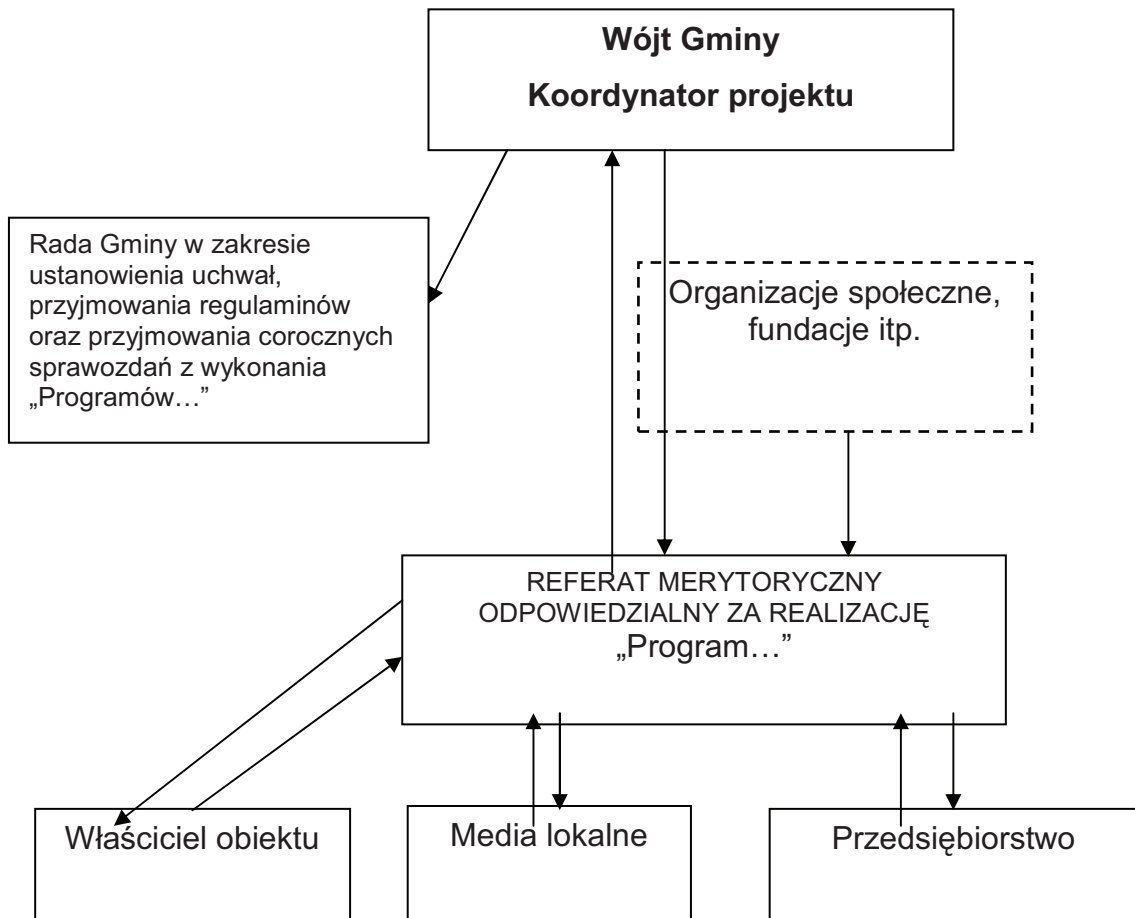 Wójt Gminy
Koordynator projektu
Rada Gminy w zakresie
ustanowienia uchwał,
przyjmowania regulaminów
oraz przyjmowania corocznych
sprawozdań z wykonania
„Programów…”
Organizacje społeczne,
fundacje itp.
REFERAT MERYTORYCZNY
ODPOWIEDZIALNY ZA REALIZACJĘ
„Program…”
Właściciel obiektu
Media lokalne
Przedsiębiorstwo